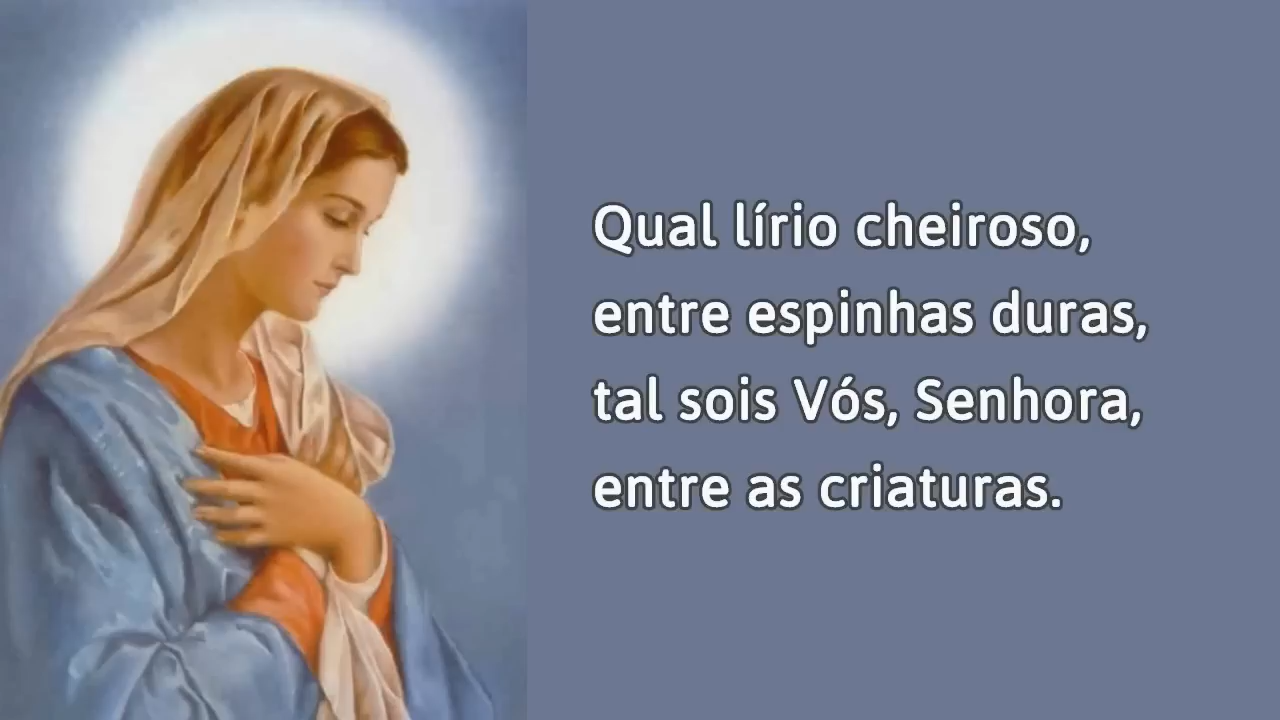 Qual lírio cheiroso,
entre espinhas duras,
tal sois Vós, Senhora,
entre as criaturas.